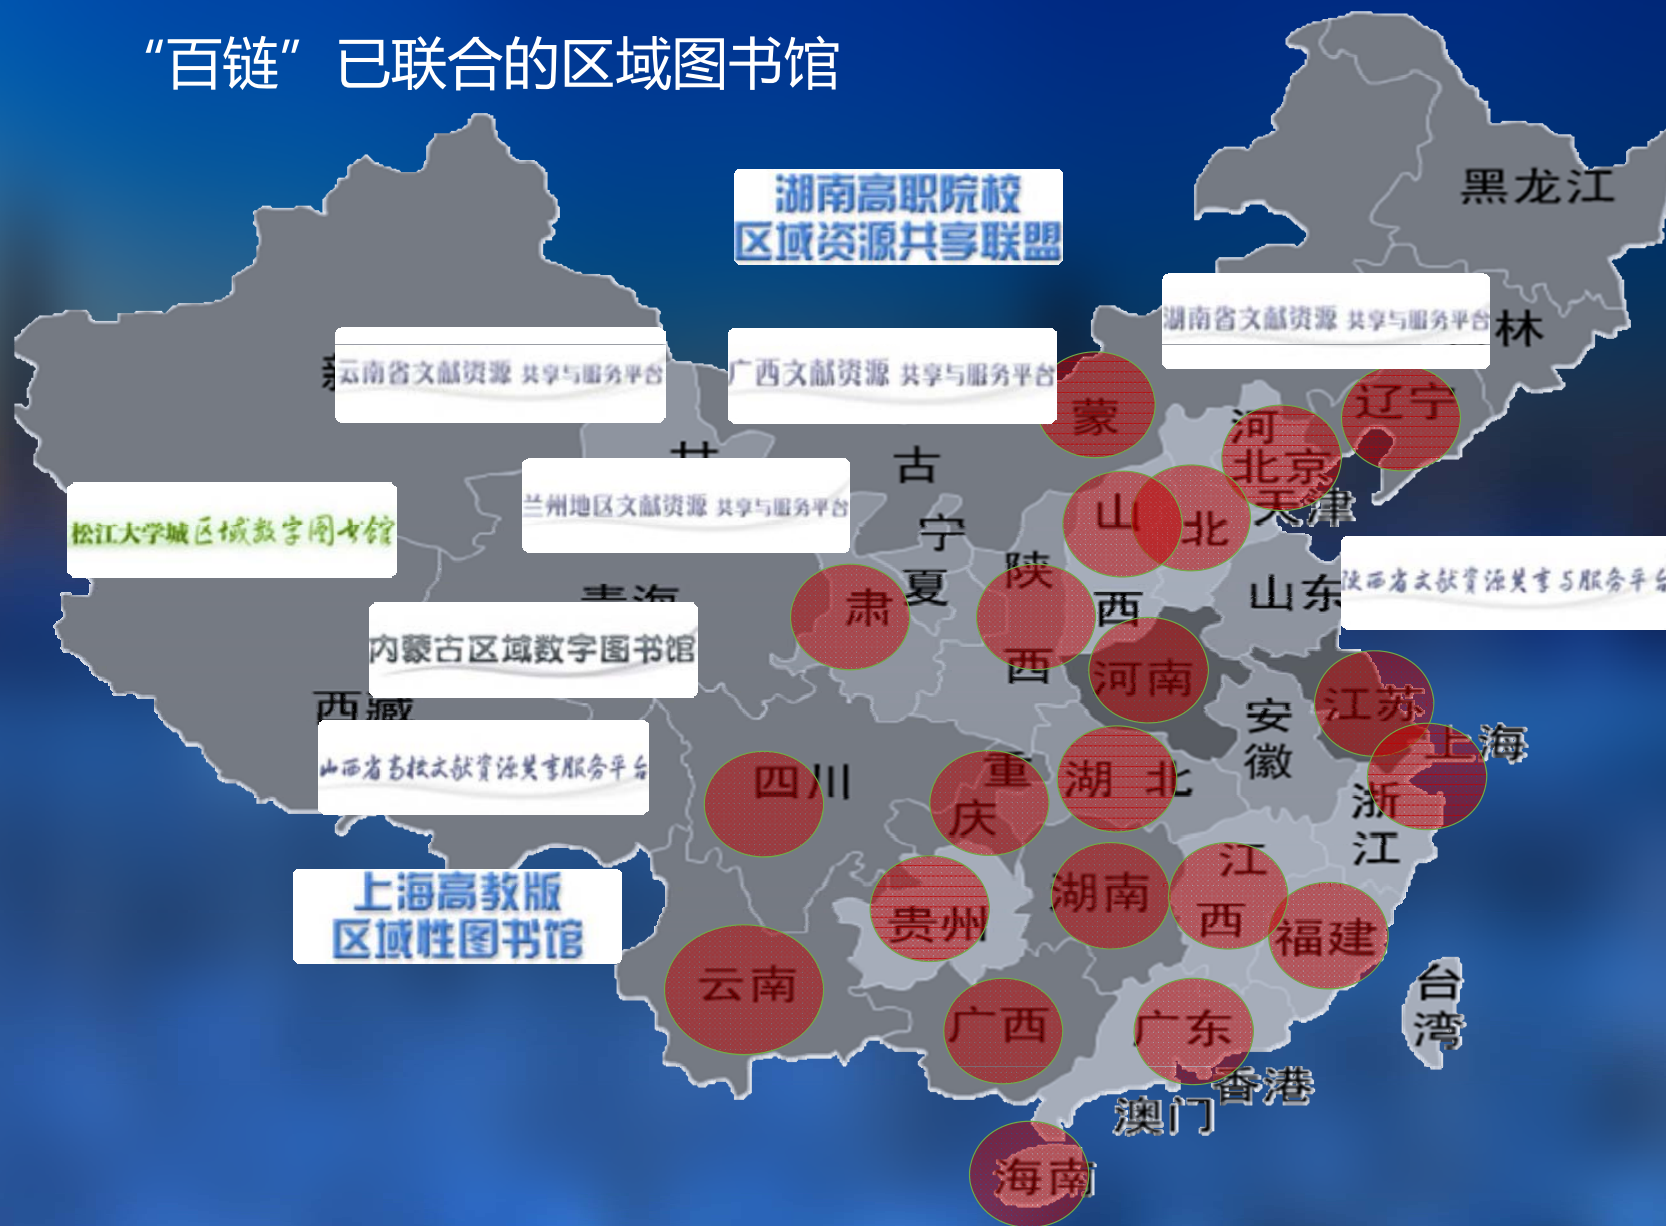 “百链”已联合的区域图书馆
黑龙江
湖南高职院校
区域资源共享联盟
湖南省文献资源 共享与服务平台
林
云南省文献资源 共享与服务平台
广西文献资源 共享与服务平台
蒙
辽宁
河
北京
古
天津
兰州地区文献资源 共享与服务平台
松江大学城区域数字图书馆
山
北
宁
夏
陕
西
山东
陕西省文献資源共享与服务平台
青海
肃
西
内蒙古区域数字图书馆
河南
西藏
江苏
安
徽
上海
山西省高校文献資源共享服务平台
四川
重
庆
湖 北
浙
江
上海高教版
区域性图书馆
贵州
湖南
江
西
福建
云南
广西
广东
台
湾
香港
澳门
海南